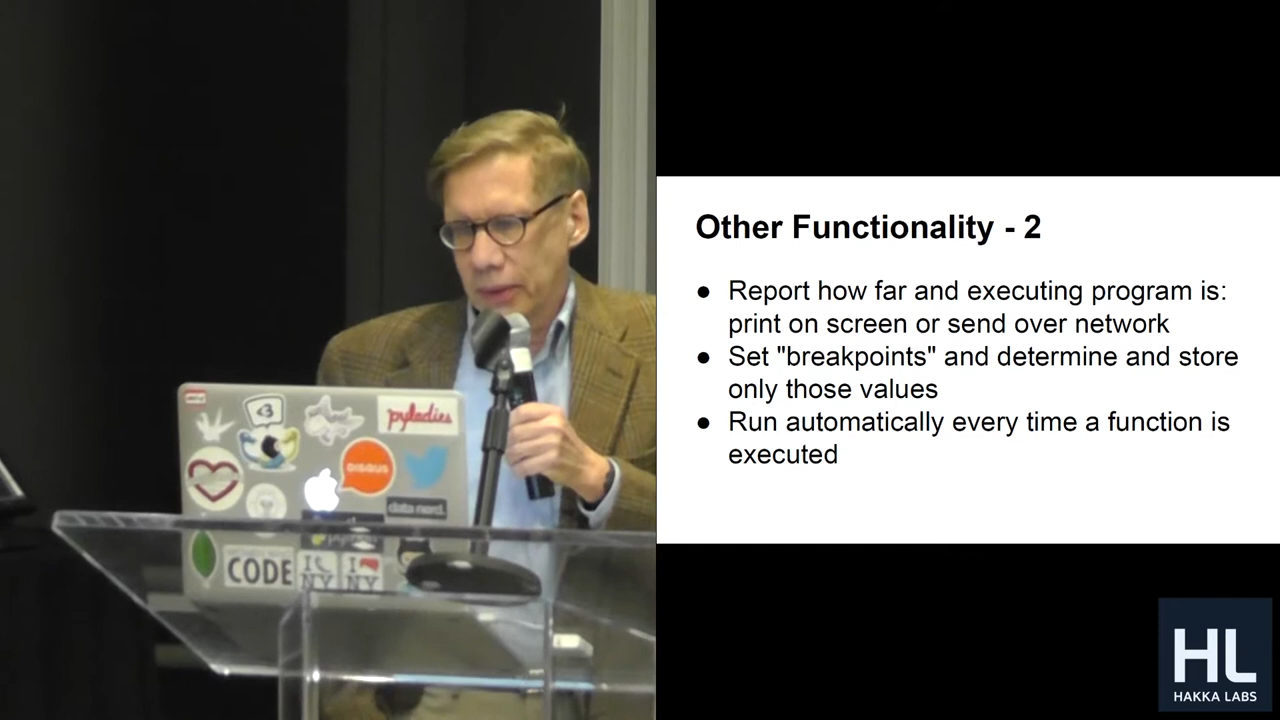 Other Functionality - 2
● Report how far and executing program is:
print on screen or send over network
● Set "breakpoints" and determine and store
only those values
● Run automatically every time a function is
executed
<3
pyladies
DISQUS
data nerd.
CODE
I NY
I NY
HL
HAKKA LABS